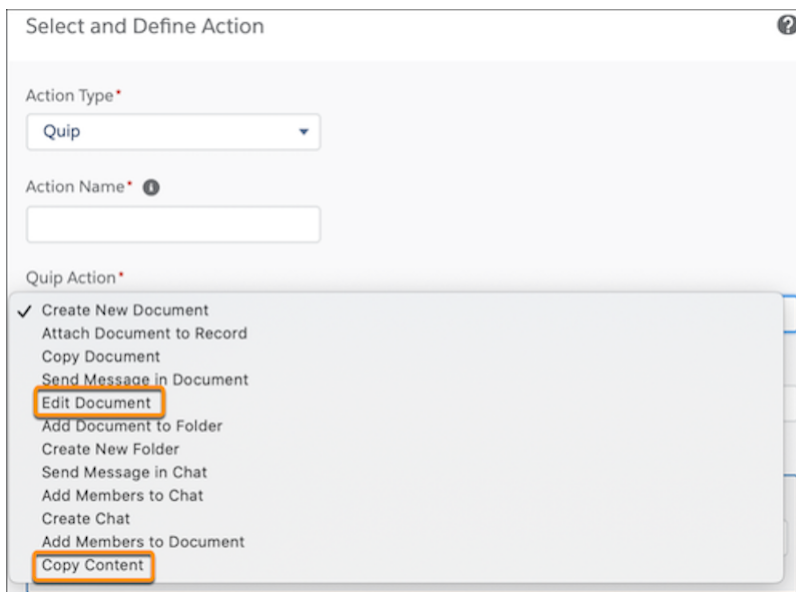 Select and Define Action
Action Type*
Quip
Action Name*
Quip Action*
Create New Document
Attach Document to Record
Copy Document
Send Message in Document
Edit Document
Add Document to Folder
Create New Folder
Send Message in Chat
Add Members to Chat
Create Chat
Add Members to Document
Copy Content